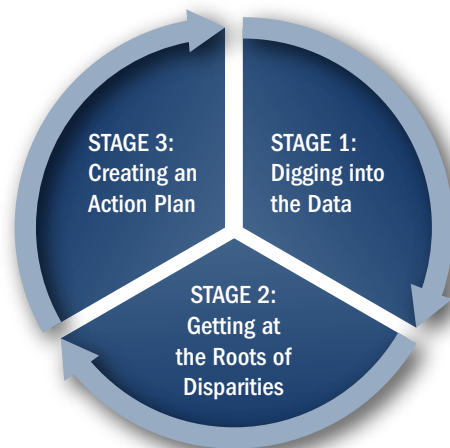 STAGE 1:
Digging into
the Data
STAGE 2:
Getting at
the Roots of
Disparities
STAGE 3:
Creating an
Action Plan